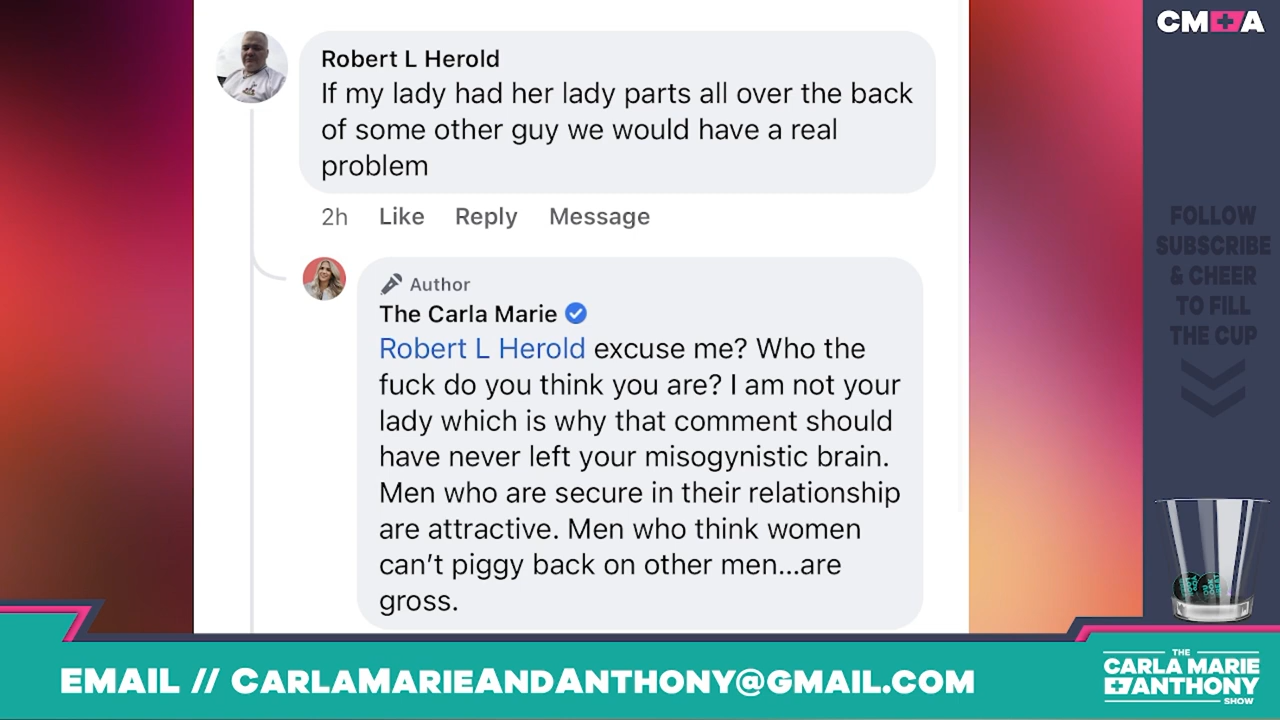 CM+A
Robert L Herold
If my lady had her lady parts all over the back
of some other guy we would have a real
problem
2h Like Reply Message
Author
The Carla Marie
Robert L Herold excuse me? Who the
fuck do you think you are? I am not your
lady which is why that comment should
have never left your misogynistic brain.
Men who are secure in their relationship
are attractive. Men who think women
can't piggy back on other men...are
gross.
FOLLOW
SUBSCRIBE
& CHEER
TO FILL
THE CUP
EMAIL // CARLAMARIEANDANTHONY@GMAIL.COM
THE
CARLA MARIE
+ANTHONY
SHOW